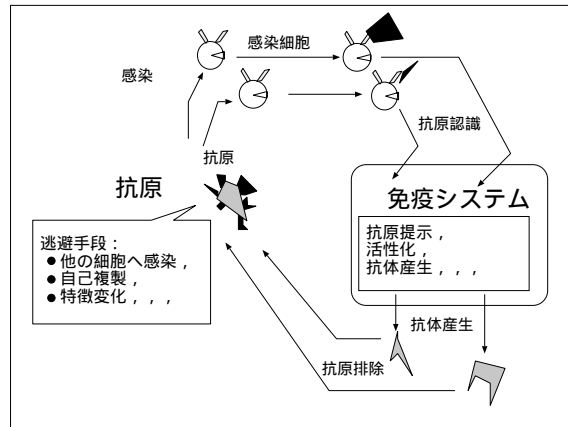 感染細胞
感染
抗原認識
抗原
抗原
免疫システム
逃避手段：
●他の細胞へ感染，
●自己複製，
●特徴変化，．．．
抗原提示，
活性化，
抗体産生，．．．
抗体産生
抗原排除